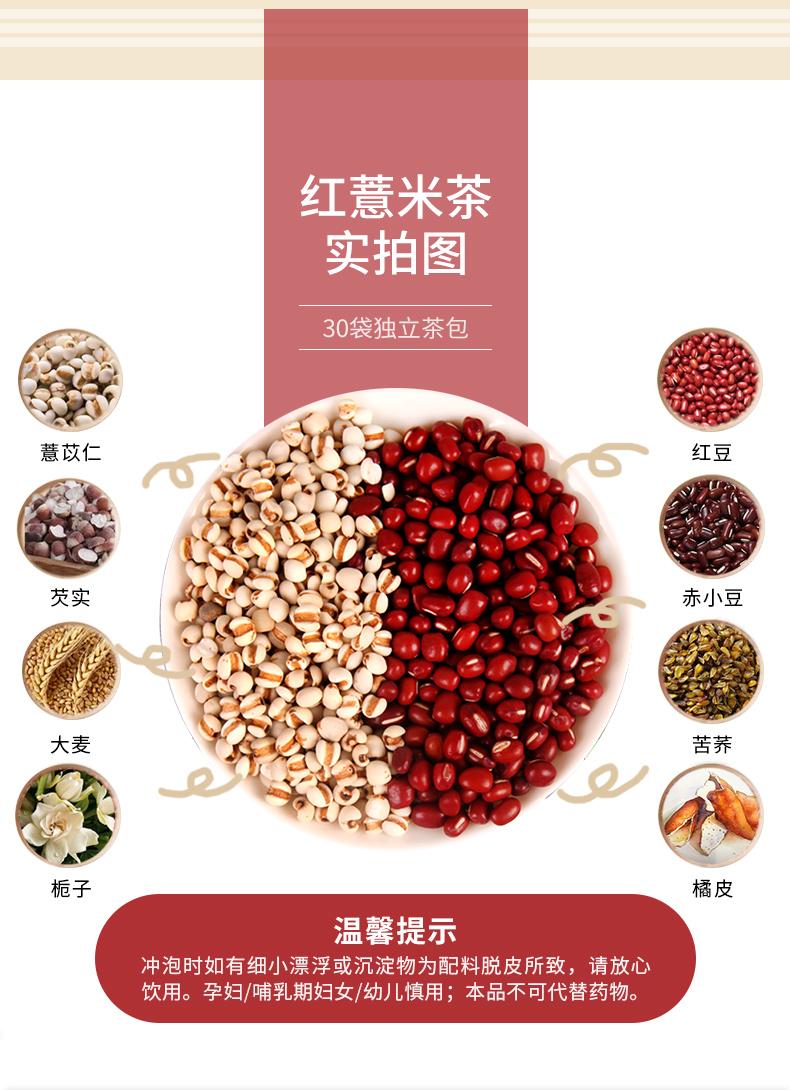 红薏米茶
实拍图
30袋独立茶包
薏苡仁
红豆
芡实
赤小豆
大麦
苦荞
栀子
橘皮
温馨提示
冲泡时如有细小漂浮或沉淀物为配料脱皮所致，请放心
饮用。孕妇/哺乳期妇女/幼儿慎用；本品不可代替药物。